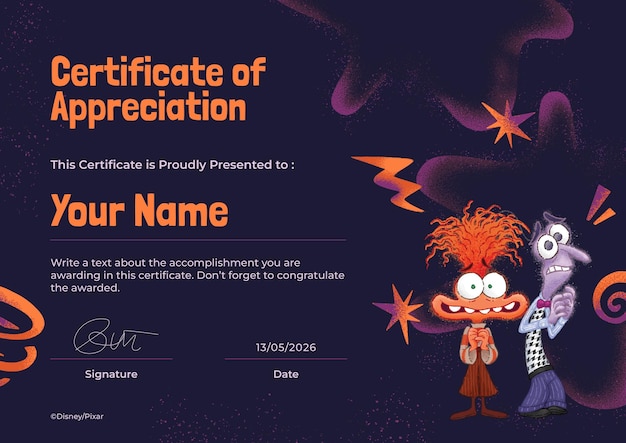 Certificate of
Appreciation
This Certificate is Proudly Presented to :
Your Name
Write a text about the accomplishment you are
awarding in this certificate. Don't forget to congratulate
the awarded.
13/05/2026
Signature
Date
©Disney/Pixar